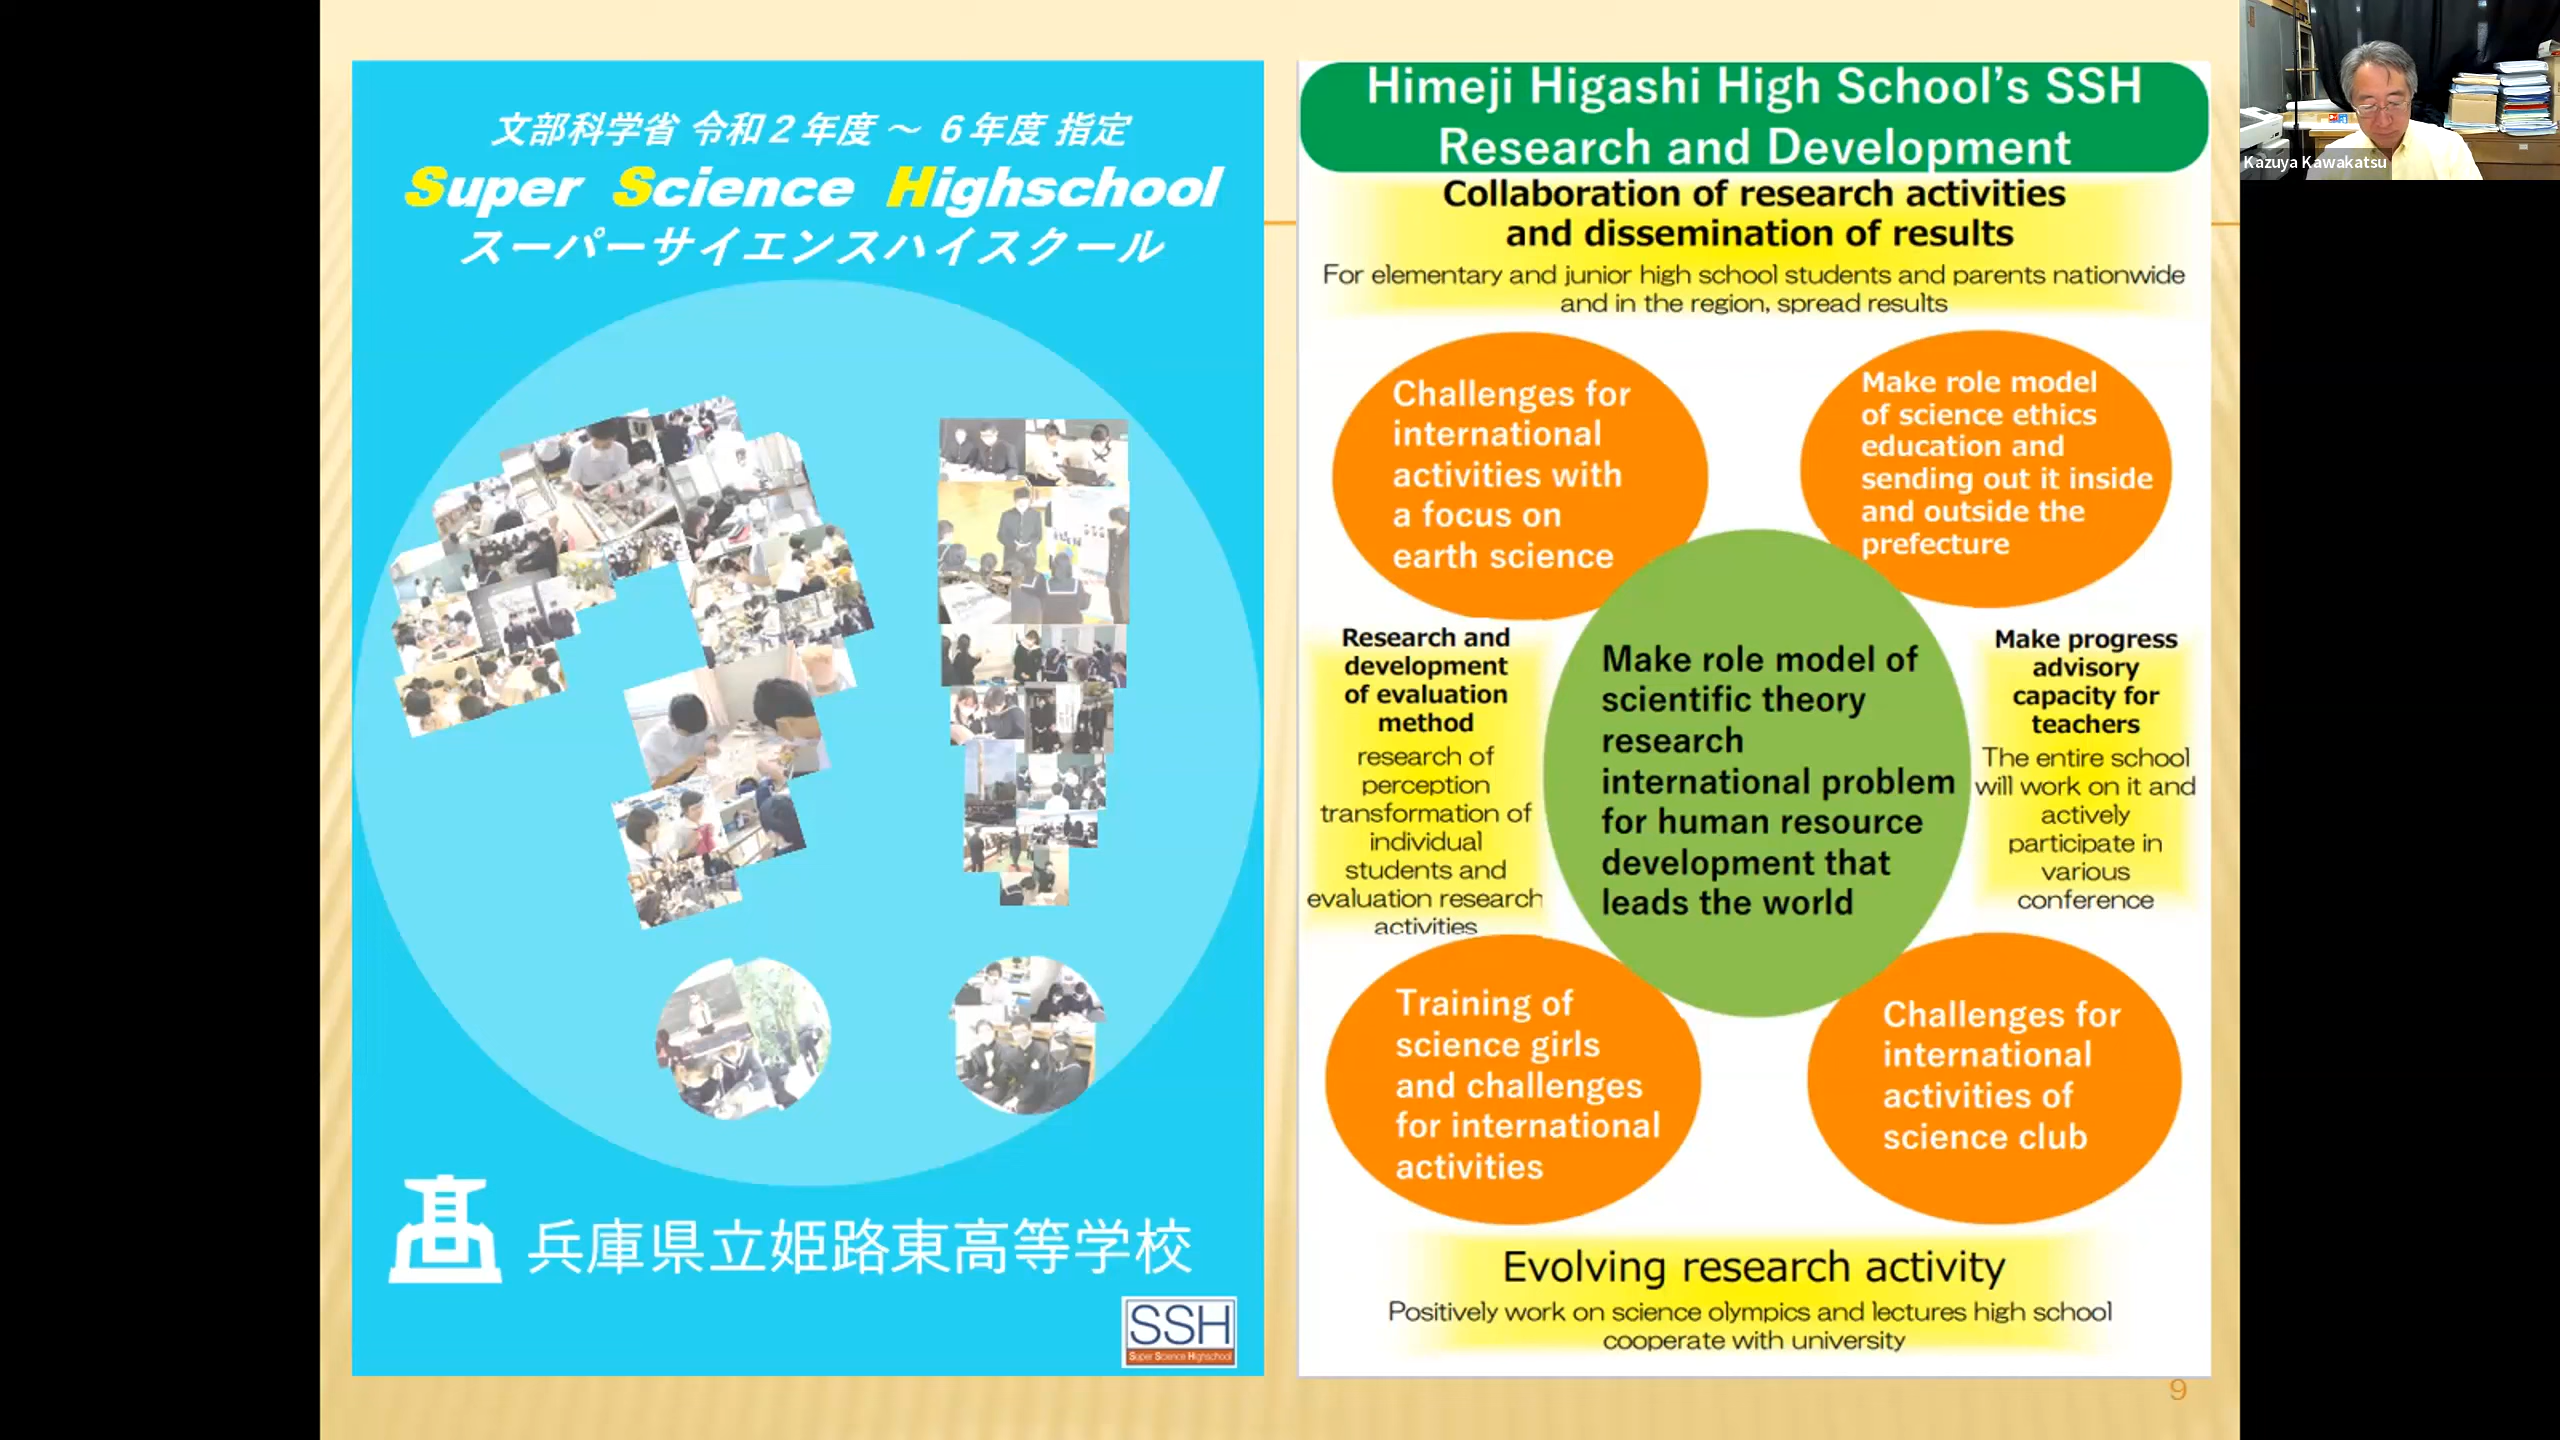 文部科学省 令和２年度 ～ ６年度 指定
Super Science Highschool
スーパーサイエンスハイスクール
兵庫県立姫路東高等学校
SSH
Super Science Highschool
Himeji Higashi High School’s SSH
Research and Development
Collaboration of research activities
and dissemination of results
For elementary and junior high school students and parents nationwide
and in the region, spread results
Challenges for
international
activities with
a focus on
earth science
Make role model
of science ethics
education and
sending out it inside
and outside the
prefecture
Research and
development
of evaluation
method
research of
perception
transformation of
individual
students and
evaluation research
activities
Make role model of
scientific theory
research
international problem
for human resource
development that
leads the world
Make progress
advisory
capacity for
teachers
The entire school
will work on it and
actively
participate in
various
conference
Training of
science girls
and challenges
for international
activities
Challenges for
international
activities of
science club
Evolving research activity
Positively work on science olympics and lectures high school
cooperate with university
9
Kazuya Kawakatsu